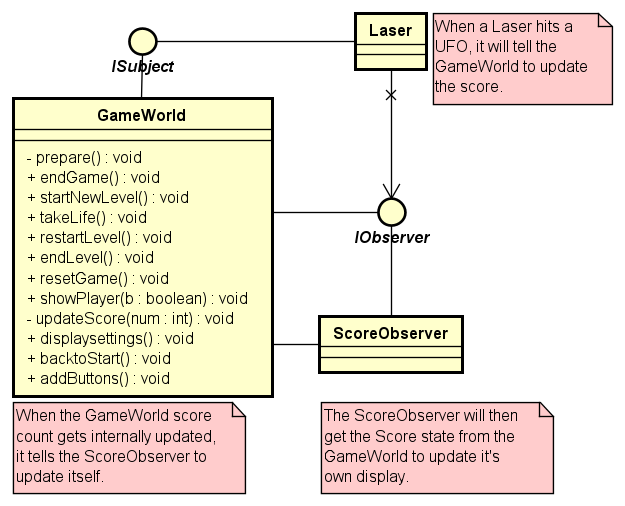 Laser
When a Laser hits a
UFO, it will tell the
GameWorld to update
the score.
ISubject
GameWorld
- prepare() : void
+ endGame() : void
+ startNewLevel() : void
+ takeLife() : void
+ restartLevel() : void
+ endLevel() : void
+ resetGame() : void
+ showPlayer(b : boolean) : void
- updateScore(num : int) : void
+ displaysettings() : void
+ backtoStart() : void
+ addButtons() : void
IObserver
ScoreObserver
When the GameWorld score
count gets internally updated,
it tells the ScoreObserver to
update itself.
The ScoreObserver will then
get the Score state from the
GameWorld to update it's
own display.